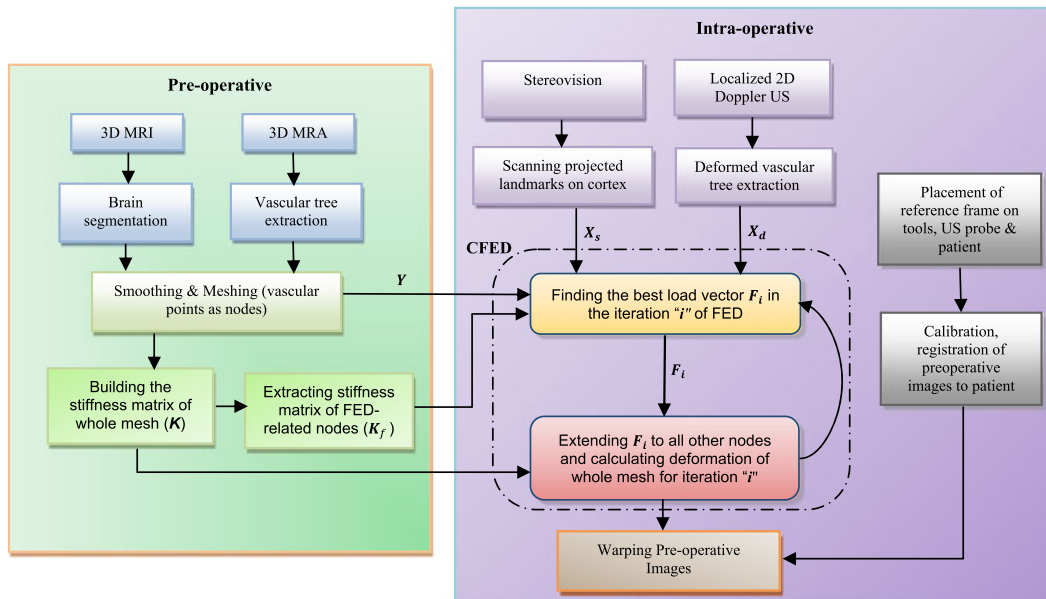 Pre-operative
3D MRI
3D MRA
Brain
segmentation
Vascular tree
extraction
Smoothing & Meshing (vascular
points as nodes)
Building the
stiffness matrix of
whole mesh (K)
Extracting stiffness
matrix of FED-
related nodes (K_f )
Y
Intra-operative
Stereovision
Localized 2D
Doppler US
Scanning projected
landmarks on cortex
Deformed vascular
tree extraction
X_s
X_d
CFED
Finding the best load vector F_i in
the iteration “i” of FED
F_i
Extending F_i to all other nodes
and calculating deformation of
whole mesh for iteration “i”
Warping Pre-operative
Images
Placement of
reference frame on
tools, US probe &
patient
Calibration,
registration of
preoperative
images to patient